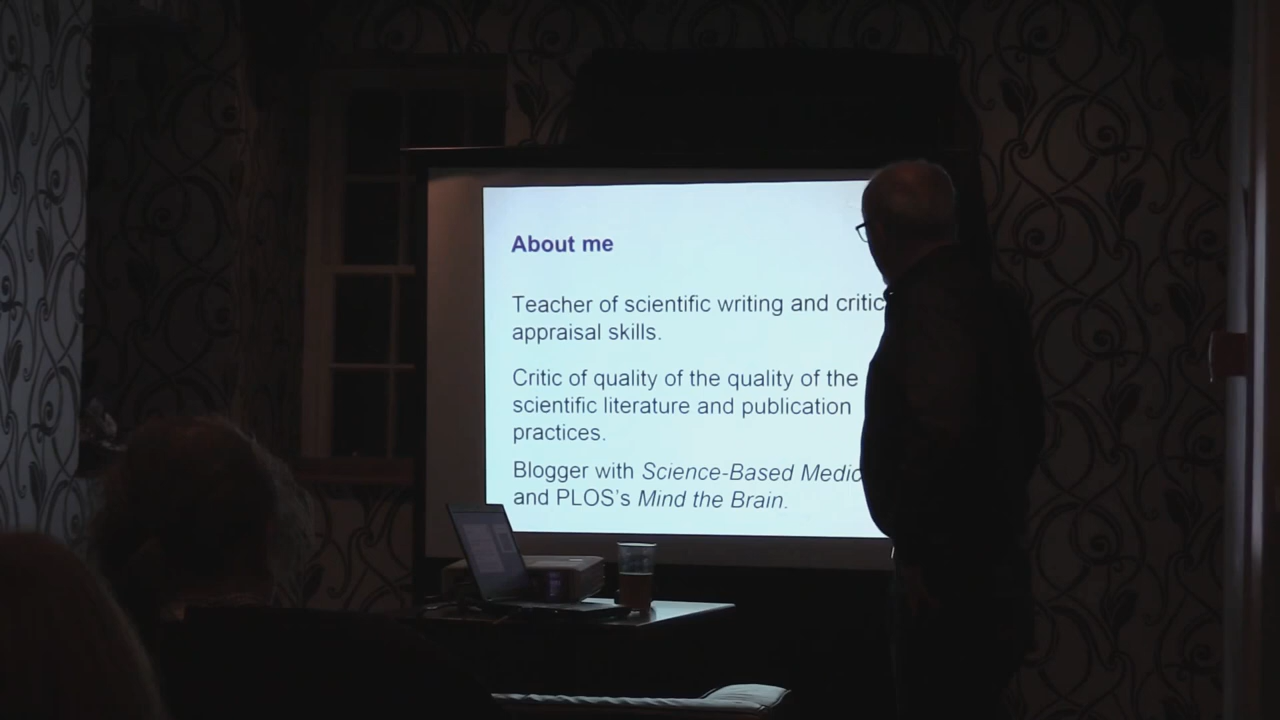 About me
Teacher of scientific writing and critic
appraisal skills.
Critic of quality of the quality of the
scientific literature and publication
practices.
Blogger with Science-Based Medic
and PLOS's Mind the Brain.